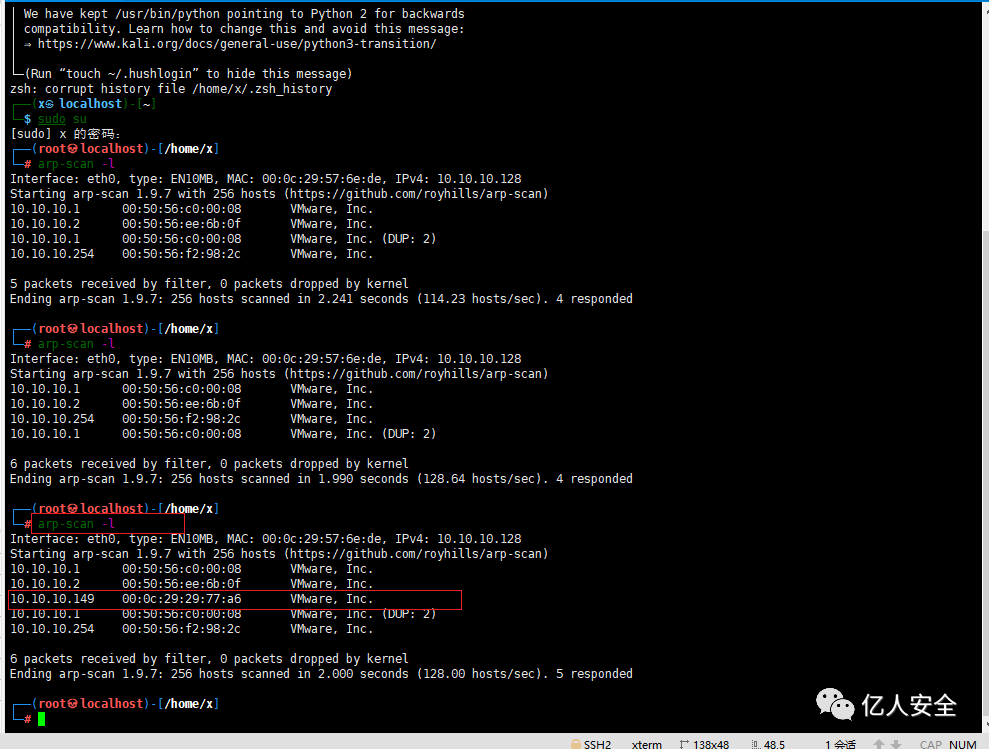 We have kept /usr/bin/python pointing to Python 2 for backwards
compatibility. Learn how to change this and avoid this message:
⇒ https://www.kali.org/docs/general-use/python3-transition/
└─(Run “touch ~/.hushlogin” to hide this message)
zsh: corrupt history file /home/x/.zsh_history
┌──(x㉿localhost)-[~]
└─$ sudo su
[sudo] x 的密码：
┌──(root㉿localhost)-[/home/x]
└─# arp-scan -l
Interface: eth0, type: EN10MB, MAC: 00:0c:29:57:6e:de, IPv4: 10.10.10.128
Starting arp-scan 1.9.7 with 256 hosts (https://github.com/royhills/arp-scan)
10.10.10.1 00:50:56:c0:00:08 VMware, Inc.
10.10.10.2 00:50:56:ee:6b:0f VMware, Inc.
10.10.10.1 00:50:56:c0:00:08 VMware, Inc. (DUP: 2)
10.10.10.254 00:50:56:f2:98:2c VMware, Inc.
5 packets received by filter, 0 packets dropped by kernel
Ending arp-scan 1.9.7: 256 hosts scanned in 2.241 seconds (114.23 hosts/sec). 4 responded
┌──(root㉿localhost)-[/home/x]
└─# arp-scan -l
Interface: eth0, type: EN10MB, MAC: 00:0c:29:57:6e:de, IPv4: 10.10.10.128
Starting arp-scan 1.9.7 with 256 hosts (https://github.com/royhills/arp-scan)
10.10.10.1 00:50:56:c0:00:08 VMware, Inc.
10.10.10.2 00:50:56:ee:6b:0f VMware, Inc.
10.10.10.254 00:50:56:f2:98:2c VMware, Inc.
10.10.10.1 00:50:56:c0:00:08 VMware, Inc. (DUP: 2)
6 packets received by filter, 0 packets dropped by kernel
Ending arp-scan 1.9.7: 256 hosts scanned in 1.990 seconds (128.64 hosts/sec). 4 responded
┌──(root㉿localhost)-[/home/x]
└─# arp-scan -l
Interface: eth0, type: EN10MB, MAC: 00:0c:29:57:6e:de, IPv4: 10.10.10.128
Starting arp-scan 1.9.7 with 256 hosts (https://github.com/royhills/arp-scan)
10.10.10.1 00:50:56:c0:00:08 VMware, Inc.
10.10.10.2 00:50:56:ee:6b:0f VMware, Inc.
10.10.10.149 00:0c:29:29:77:a6 VMware, Inc.
10.10.10.1 00:50:56:c0:00:08 VMware, Inc. (DUP: 2)
10.10.10.254 00:50:56:f2:98:2c VMware, Inc.
6 packets received by filter, 0 packets dropped by kernel
Ending arp-scan 1.9.7: 256 hosts scanned in 2.000 seconds (128.00 hosts/sec). 5 responded
┌──(root㉿localhost)-[/home/x]
└─#
亿人安全
SSH2 xterm 138x48 48,5 1 会话 CAP NUM